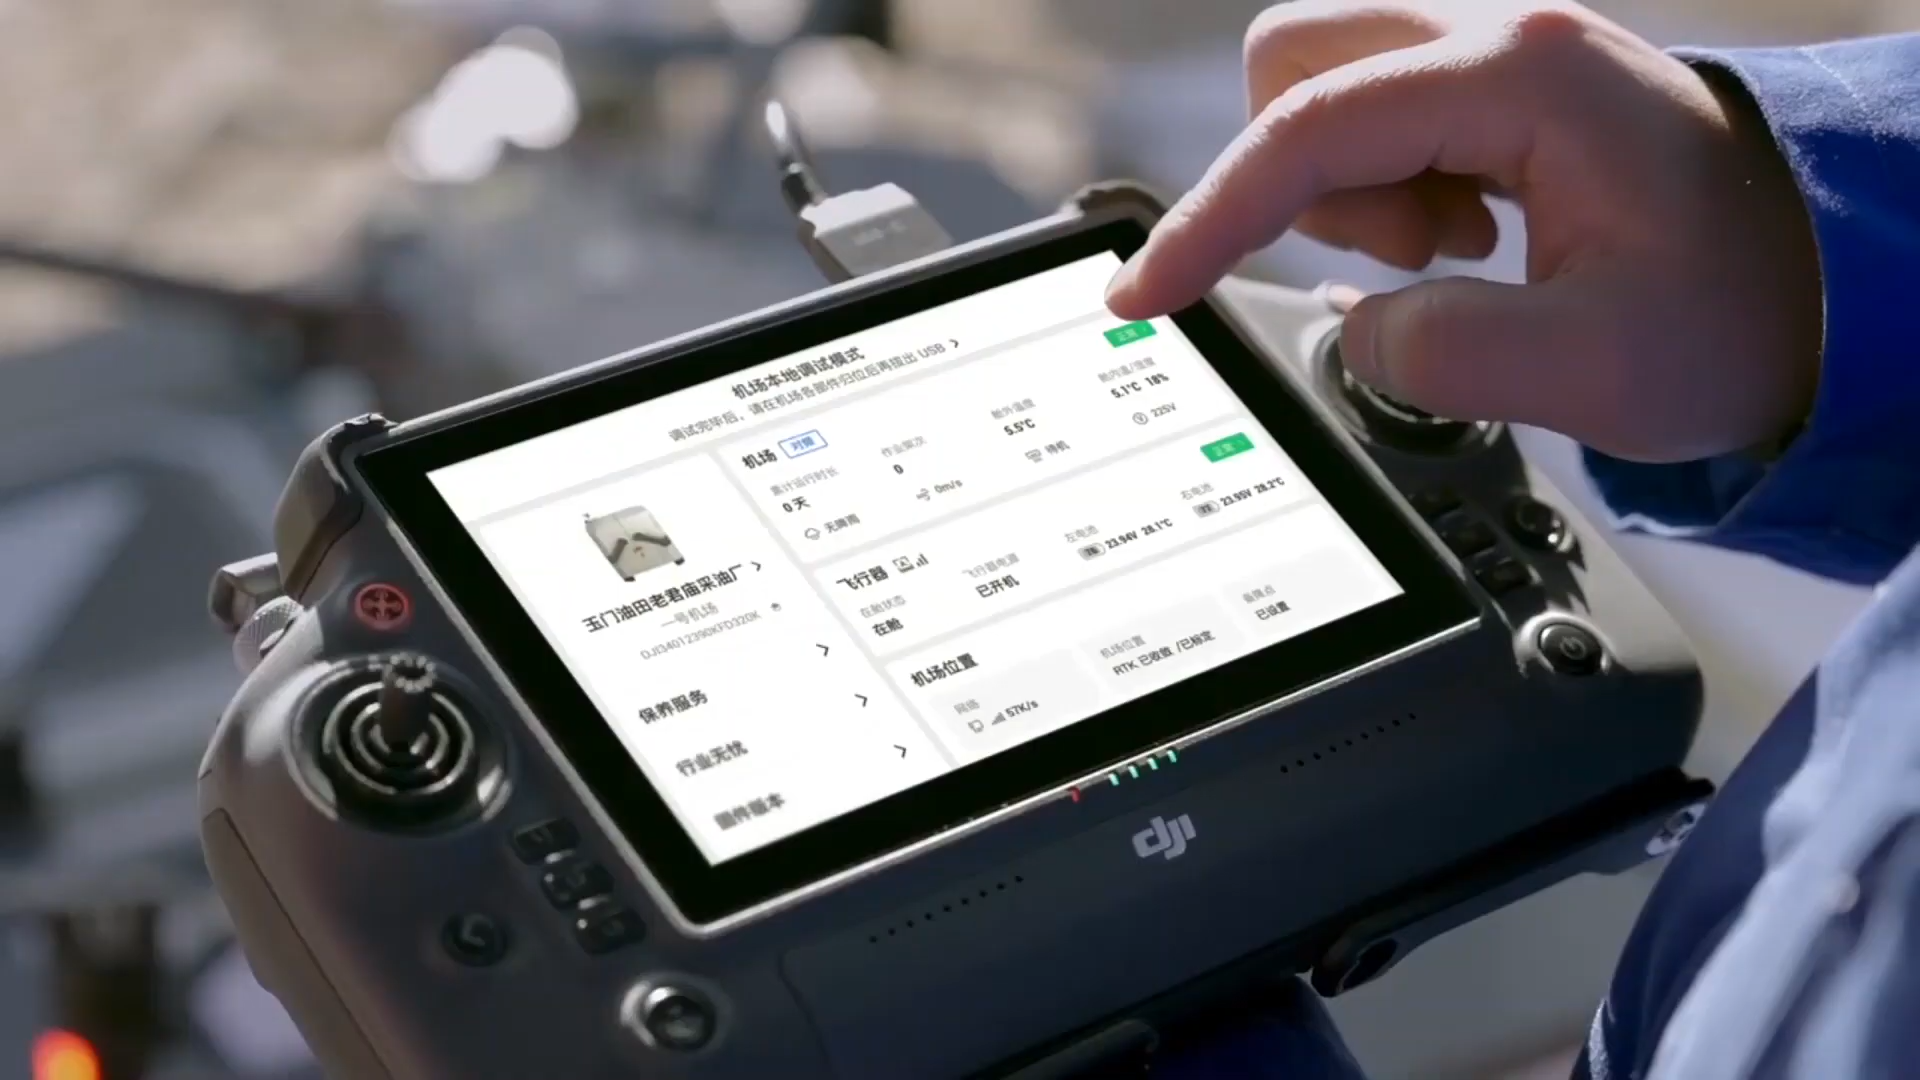 机场本地调试模式
调试完毕后，请在机场各部件归位后再拔出 USB >
正常 >
机场 对频
累计运行时长
0 天
作业架次
0
舱外温度
5.5°C
舱内温/湿度
5.1°C 18%
无降雨
0m/s
待机
225V
正常 >
飞行器
在舱状态
在舱
飞行器电源
已开机
左电池
23.94V 28.1°C
右电池
23.95V 28.2°C
机场位置
网络
57K/s
机场位置
RTK 已收敛 /已标定
备降点
已设置
玉门油田老君庙采油厂 >
一号机场
保养服务
行业无忧
固件版本
dji